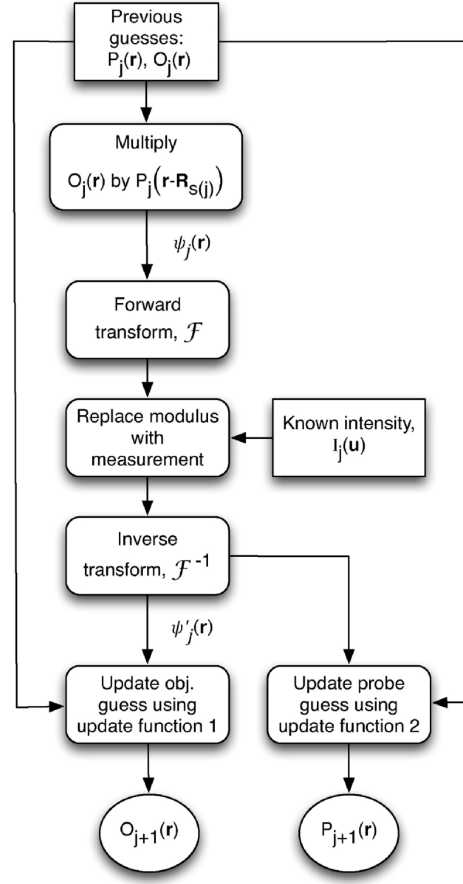 Previous
guesses:
Pj(r), Oj(r)
Multiply
Oj(r) by Pj(r-Rs(j))
ψj(r)
Forward
transform, ℱ
Replace modulus
with
measurement
Known intensity,
Ij(u)
Inverse
transform, ℱ-1
ψ'j(r)
Update obj.
guess using
update function 1
Update probe
guess using
update function 2
Oj+1(r)
Pj+1(r)